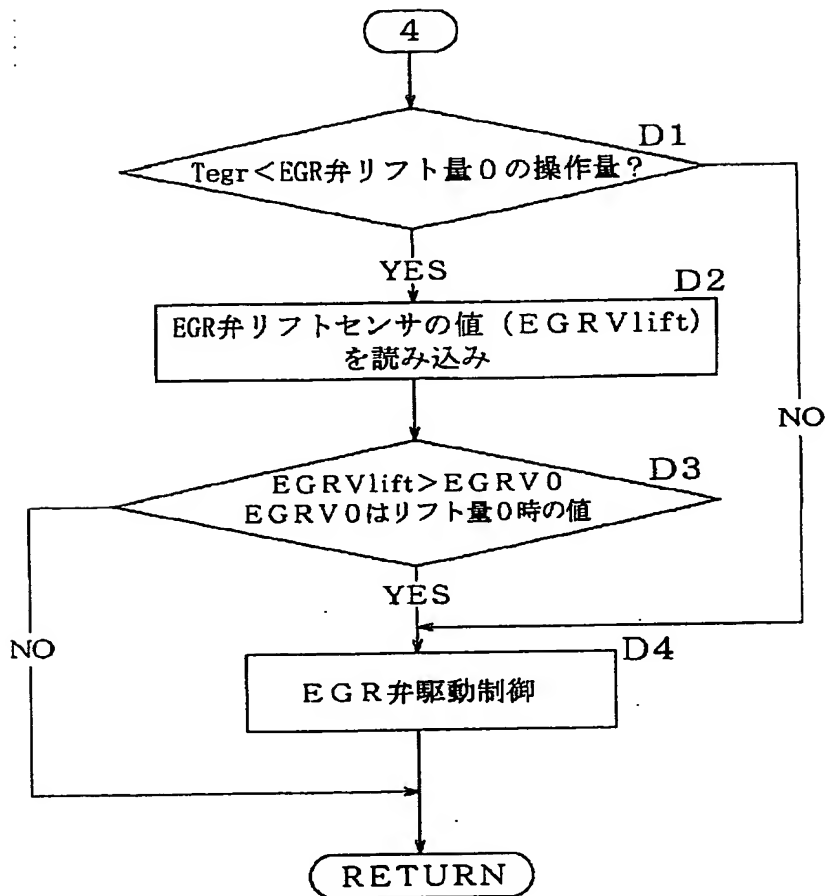 4
D1
Tegr<EGR弁リフト量0の操作量?
YES
D2
EGR弁リフトセンサの値(EGRVlift)
を読み込み
NO
D3
EGRVlift>EGRV0
EGRV0はリフト量0時の値
YES
NO
D4
EGR弁駆動制御
RETURN